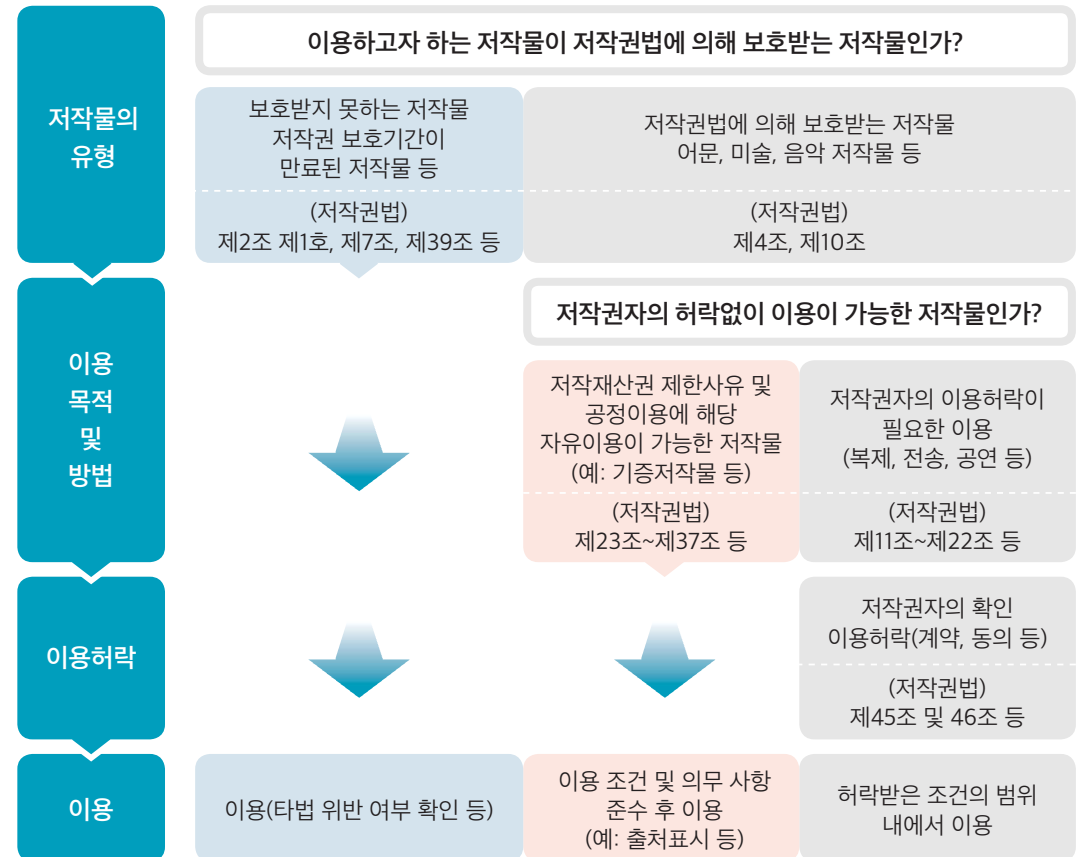 저작물의
유형
이용하고자 하는 저작물이 저작권법에 의해 보호받는 저작물인가?
보호받지 못하는 저작물
저작권 보호기간이
만료된 저작물 등
(저작권법)
제2조 제1호, 제7조, 제39조 등
저작권법에 의해 보호받는 저작물
어문, 미술, 음악 저작물 등
(저작권법)
제4조, 제10조
이용
목적
및
방법
저작권자의 허락없이 이용이 가능한 저작물인가?
저작재산권 제한사유 및
공정이용에 해당
자유이용이 가능한 저작물
(예: 기증저작물 등)
(저작권법)
제23조~제37조 등
저작권자의 이용허락이
필요한 이용
(복제, 전송, 공연 등)
(저작권법)
제11조~제22조 등
이용허락
저작권자의 확인
이용허락(계약, 동의 등)
(저작권법)
제45조 및 46조 등
이용
이용(타법 위반 여부 확인 등)
이용 조건 및 의무 사항
준수 후 이용
(예: 출처표시 등)
허락받은 조건의 범위
내에서 이용